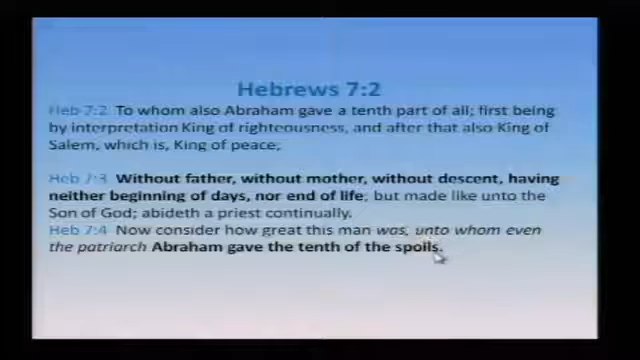 Hebrews 7:2
Heb 7:2 To whom also Abraham gave a tenth part of all; first being
by interpretation King of righteousness, and after that also King of
Salem, which is, King of peace;
Heb 7:3 Without father, without mother, without descent, having
neither beginning of days, nor end of life; but made like unto the
Son of God; abideth a priest continually.
Heb 7:4 Now consider how great this man was, unto whom even
the patriarch Abraham gave the tenth of the spoils.